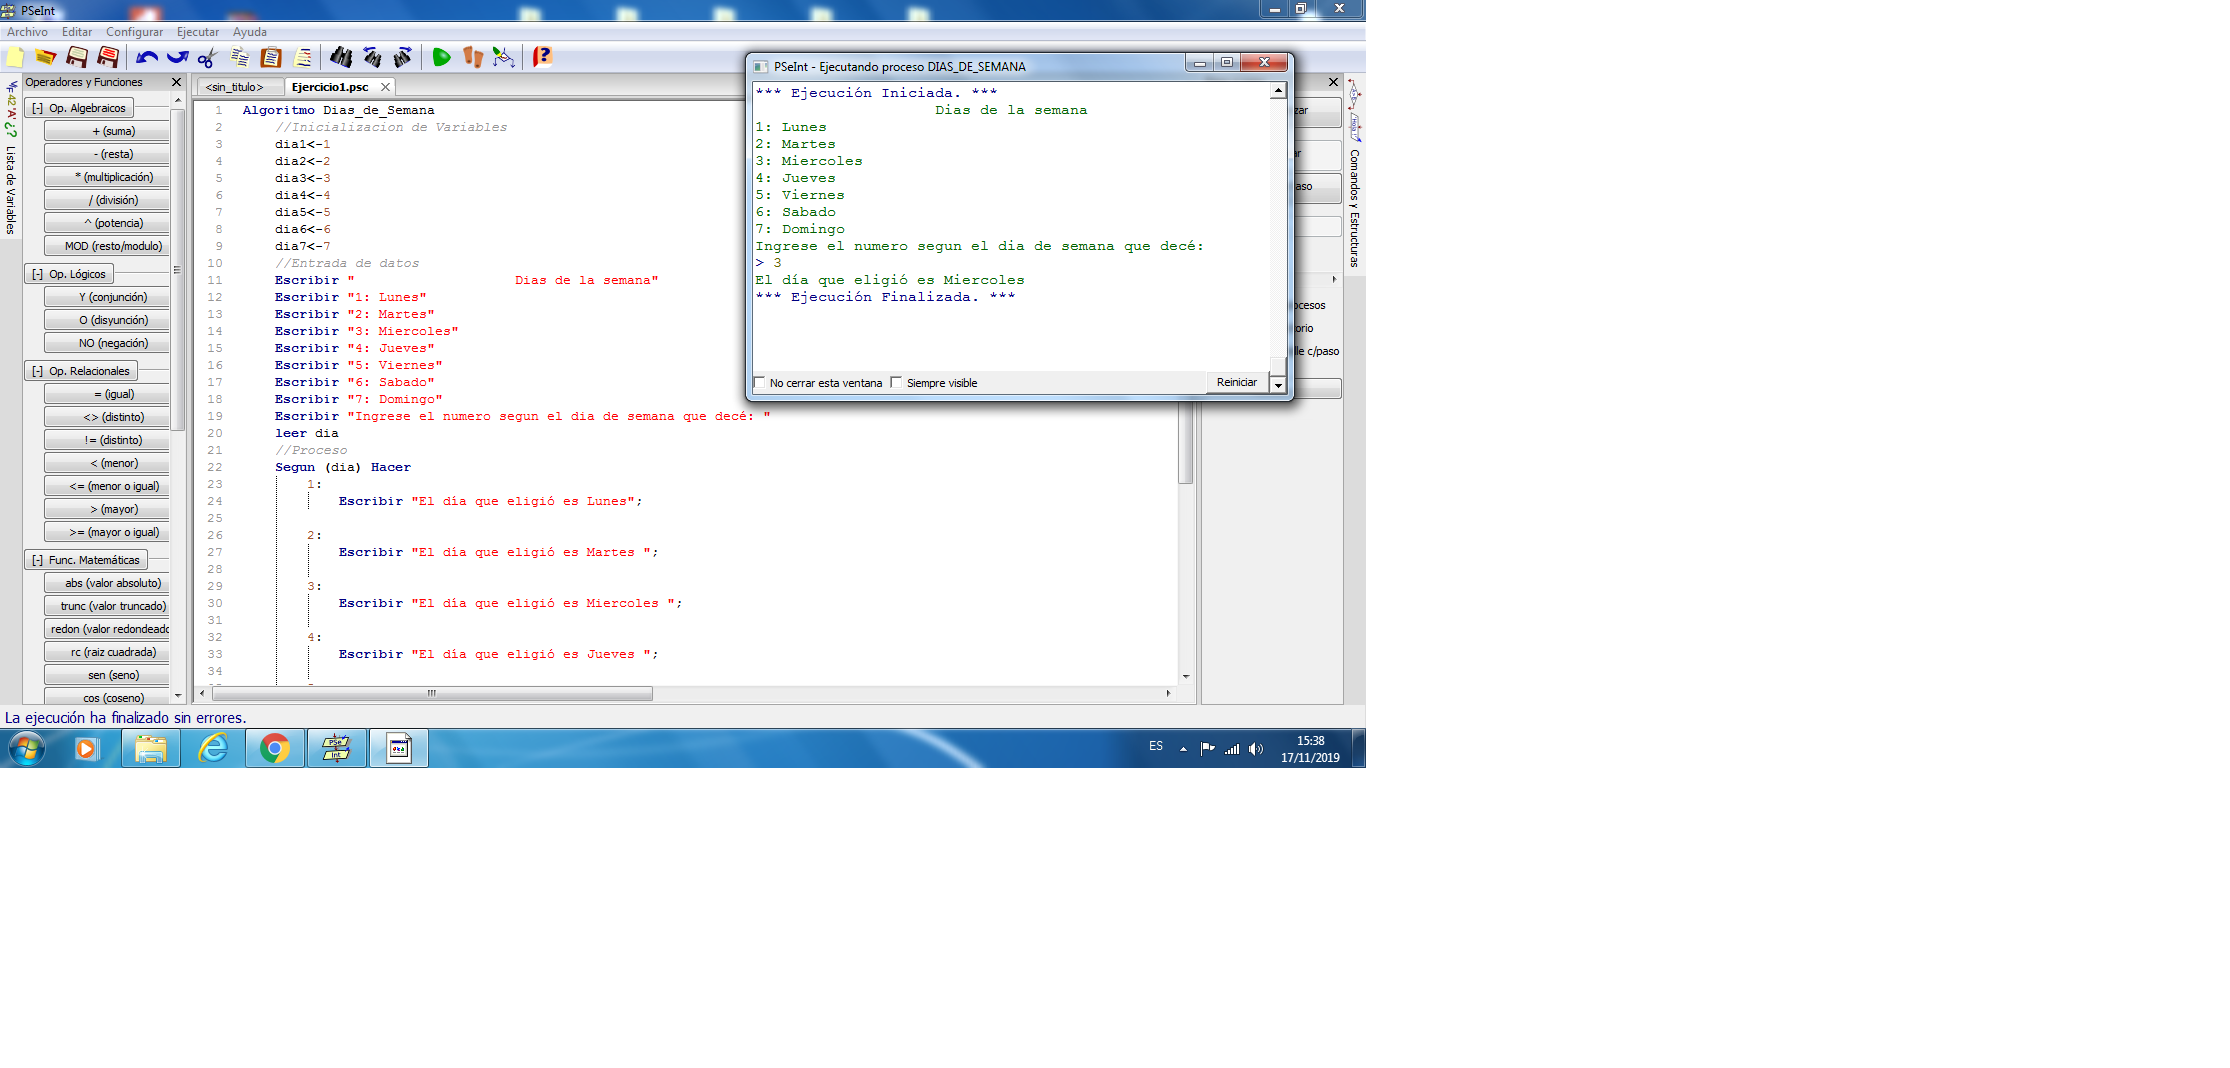 PSeInt
Archivo Editar Configurar Ejecutar Ayuda
Operadores y Funciones
[-] Op. Algebraicos
+ (suma)
- (resta)
* (multiplicación)
/ (división)
^ (potencia)
MOD (resto/modulo)
[-] Op. Lógicos
Y (conjunción)
O (disyunción)
NO (negación)
[-] Op. Relacionales
= (igual)
<> (distinto)
!= (distinto)
< (menor)
<= (menor o igual)
> (mayor)
>= (mayor o igual)
[-] Func. Matemáticas
abs (valor absoluto)
trunc (valor truncado)
redon (valor redondeado
rc (raiz cuadrada)
sen (seno)
cos (coseno)
Lista de Variables
<sin_titulo> Ejercicio1.psc
1 Algoritmo Dias_de_Semana
2 //Inicializacion de Variables
3 dia1<-1
4 dia2<-2
5 dia3<-3
6 dia4<-4
7 dia5<-5
8 dia6<-6
9 dia7<-7
10 //Entrada de datos
11 Escribir " Dias de la semana"
12 Escribir "1: Lunes"
13 Escribir "2: Martes"
14 Escribir "3: Miercoles"
15 Escribir "4: Jueves"
16 Escribir "5: Viernes"
17 Escribir "6: Sabado"
18 Escribir "7: Domingo"
19 Escribir "Ingrese el numero segun el dia de semana que decé: "
20 leer dia
21 //Proceso
22 Segun (dia) Hacer
23 1:
24 Escribir "El día que eligió es Lunes";
25
26 2:
27 Escribir "El día que eligió es Martes ";
28
29 3:
30 Escribir "El día que eligió es Miercoles ";
31
32 4:
33 Escribir "El día que eligió es Jueves ";
34
PSeInt - Ejecutando proceso DIAS_DE_SEMANA
*** Ejecución Iniciada. ***
Dias de la semana
1: Lunes
2: Martes
3: Miercoles
4: Jueves
5: Viernes
6: Sabado
7: Domingo
Ingrese el numero segun el dia de semana que decé:
> 3
El día que eligió es Miercoles
*** Ejecución Finalizada. ***
No cerrar esta ventana Siempre visible Reiniciar
zar
ar
aso
ocesos
orio
lle c/paso
Comandos y Estructuras
La ejecución ha finalizado sin errores.
ES
15:38
17/11/2019